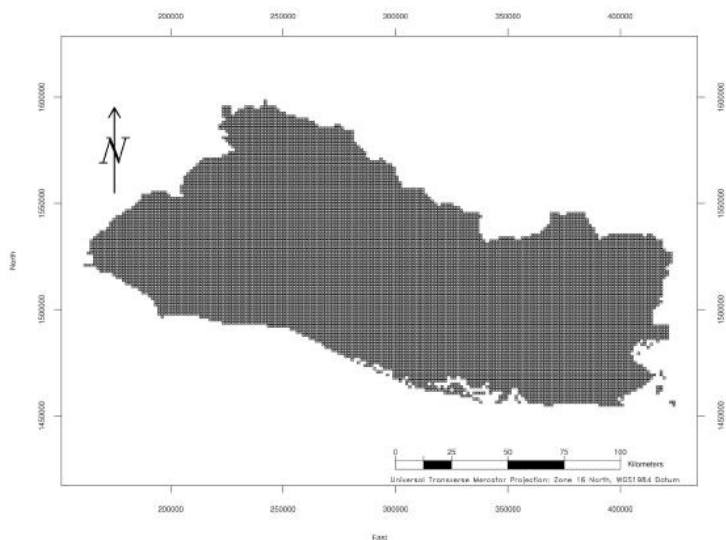 200000 250000 300000 350000 400000
1600000 1600000
N
1550000 1550000
North
1500000 1500000
1450000 1450000
0 25 50 75 100
Kilometers
Universal Transverse Mercator Projection: Zone 16 North, WGS1984 Datum
200000 250000 300000 350000 400000
East